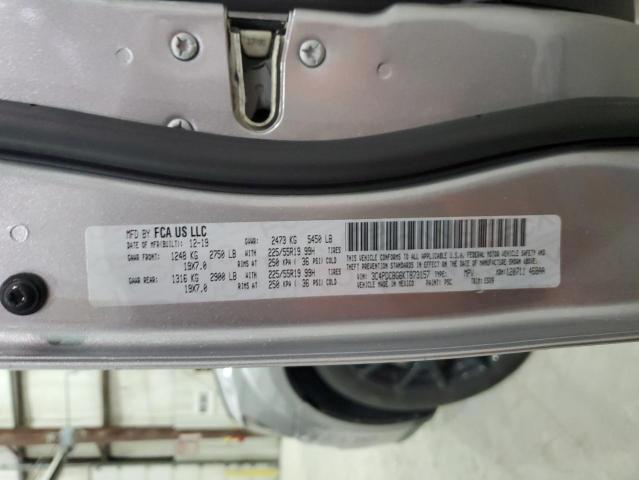 MFD BY FCA US LLC
DATE OF MFR(BUILT): 12-19 GVWR: 2473 KG 5450 LB
GAWR FRONT: 1248 KG 2750 LB WITH 225/55R19 99H TIRES
19X7.0 RIMS AT 250 KPA ( 36 PSI) COLD
GAWR REAR: 1316 KG 2900 LB WITH 225/55R19 99H TIRES
19X7.0 RIMS AT 250 KPA ( 36 PSI) COLD
THIS VEHICLE CONFORMS TO ALL APPLICABLE U.S.A. FEDERAL MOTOR VEHICLE SAFETY
AND THEFT PREVENTION STANDARDS IN EFFECT ON THE DATE OF MANUFACTURE SHOWN ABOVE.
VIN: 3C4PDCBG6KT873157 TYPE: MPV MDH: 120711 468AA
VEHICLE MADE IN MEXICO PAINT: PSC TRIM: